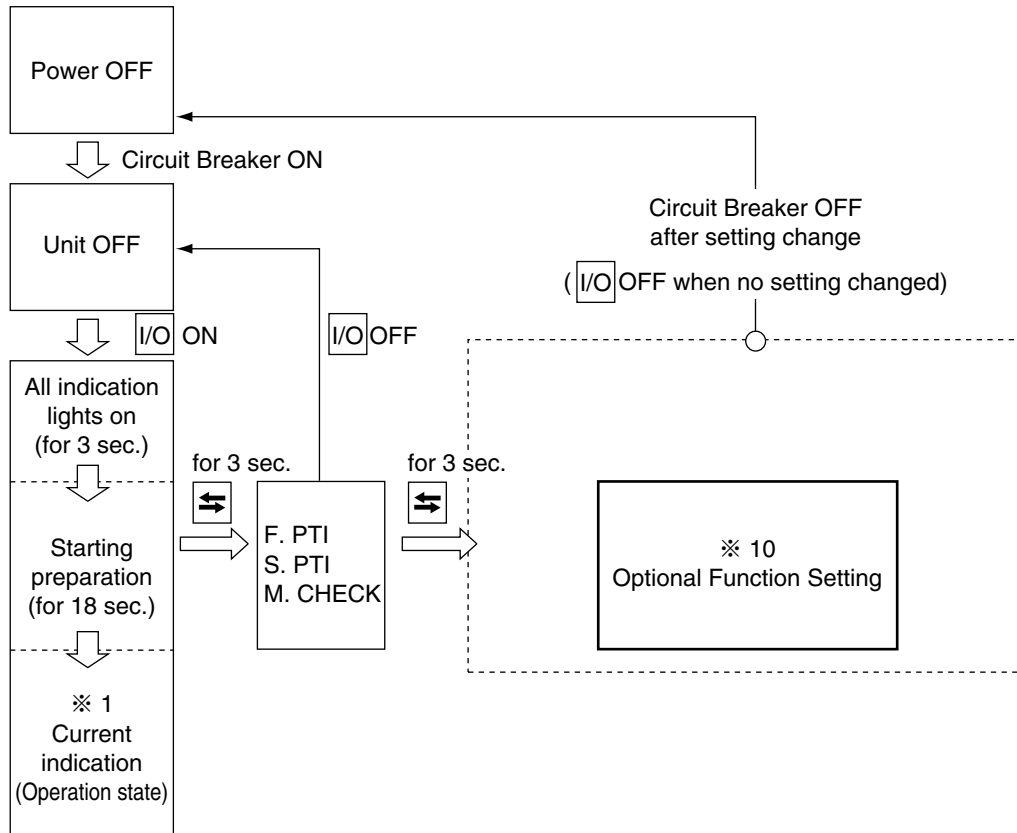 Power OFF
Circuit Breaker ON
Unit OFF
I/O ON
All indication
lights on
(for 3 sec.)
Starting
preparation
(for 18 sec.)
※ 1
Current
indication
(Operation state)
for 3 sec.
I/O OFF
F. PTI
S. PTI
M. CHECK
for 3 sec.
Circuit Breaker OFF
after setting change
( I/O OFF when no setting changed)
※ 10
Optional Function Setting